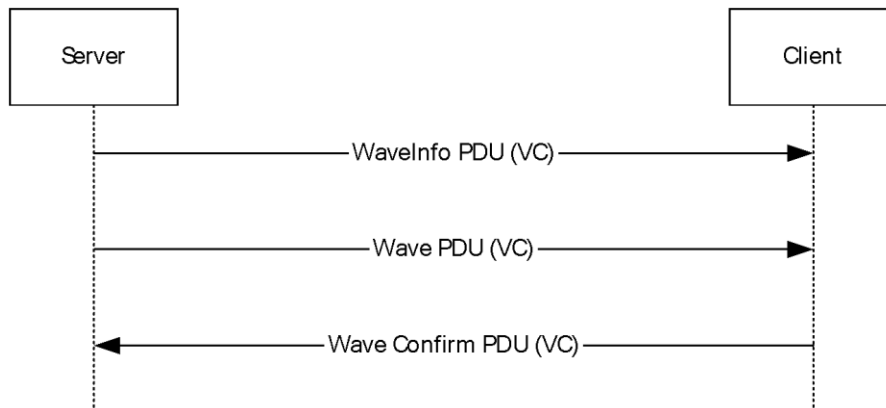 Server
Client
WaveInfo PDU (VC)
Wave PDU (VC)
Wave Confirm PDU (VC)